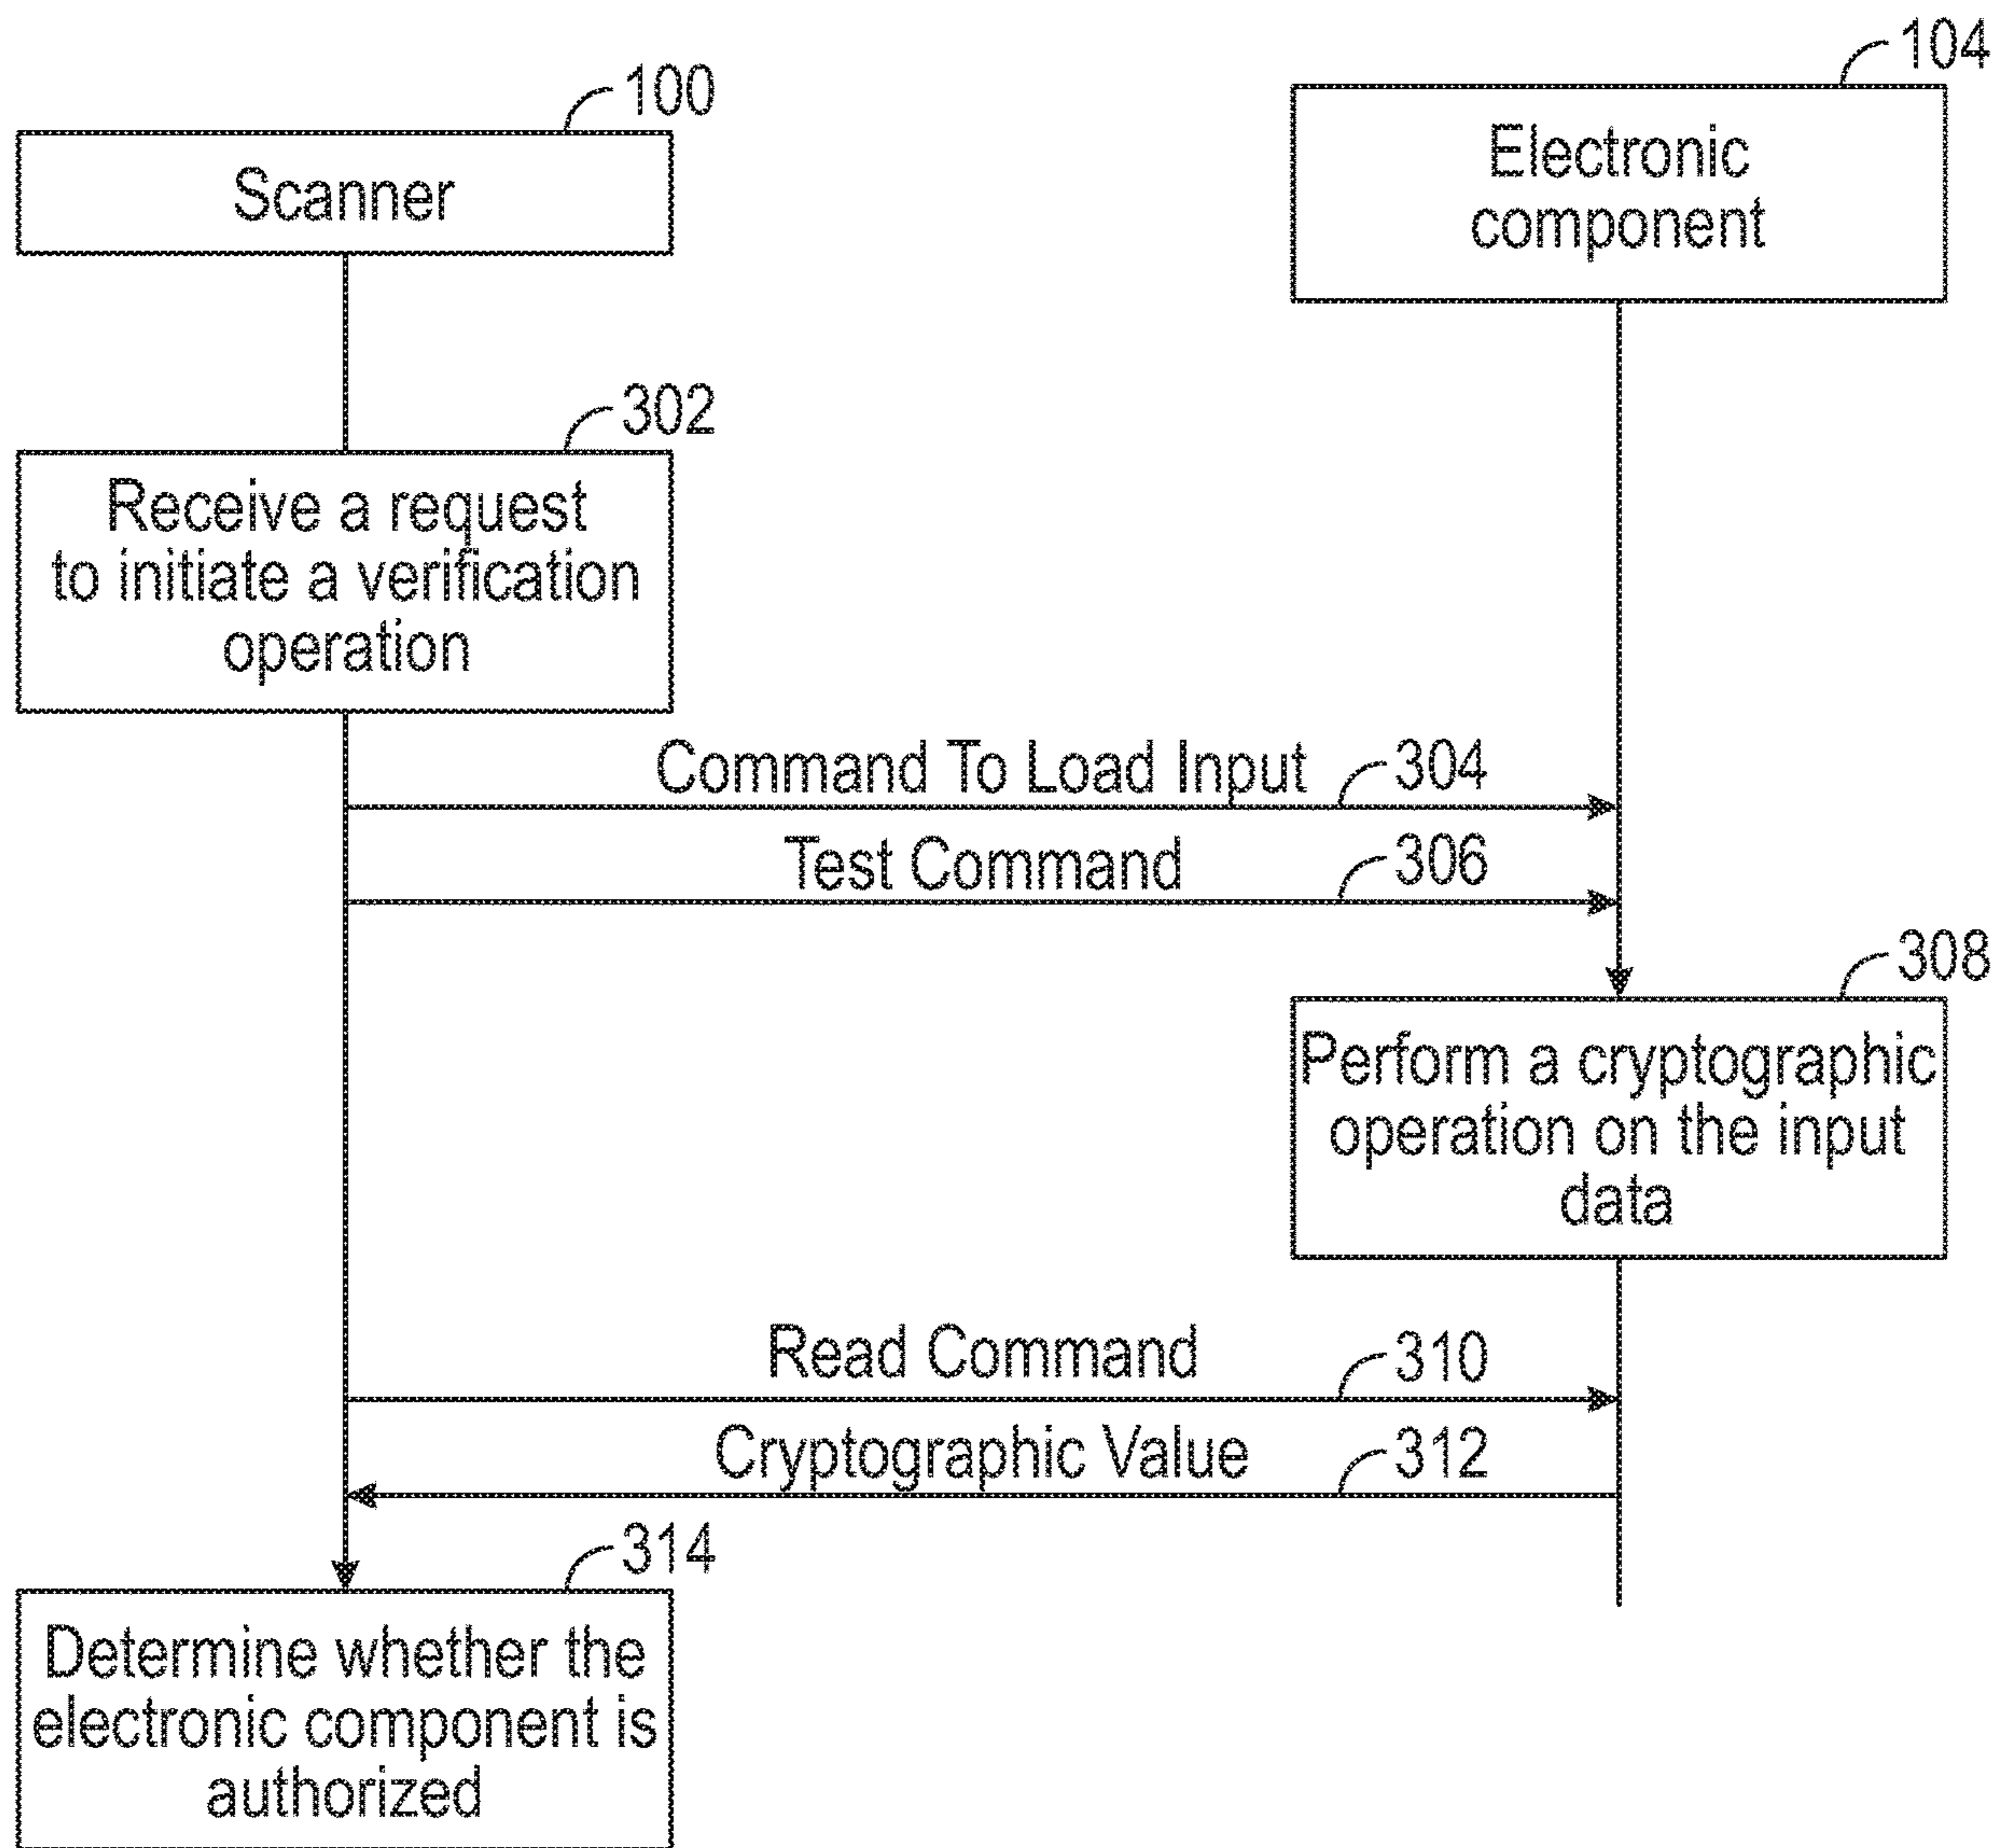 100
Scanner
104
Electronic
component
302
Receive a request
to initiate a verification
operation
Command To Load Input 304
Test Command 306
308
Perform a cryptographic
operation on the input
data
Read Command 310
Cryptographic Value 312
314
Determine whether the
electronic component is
authorized